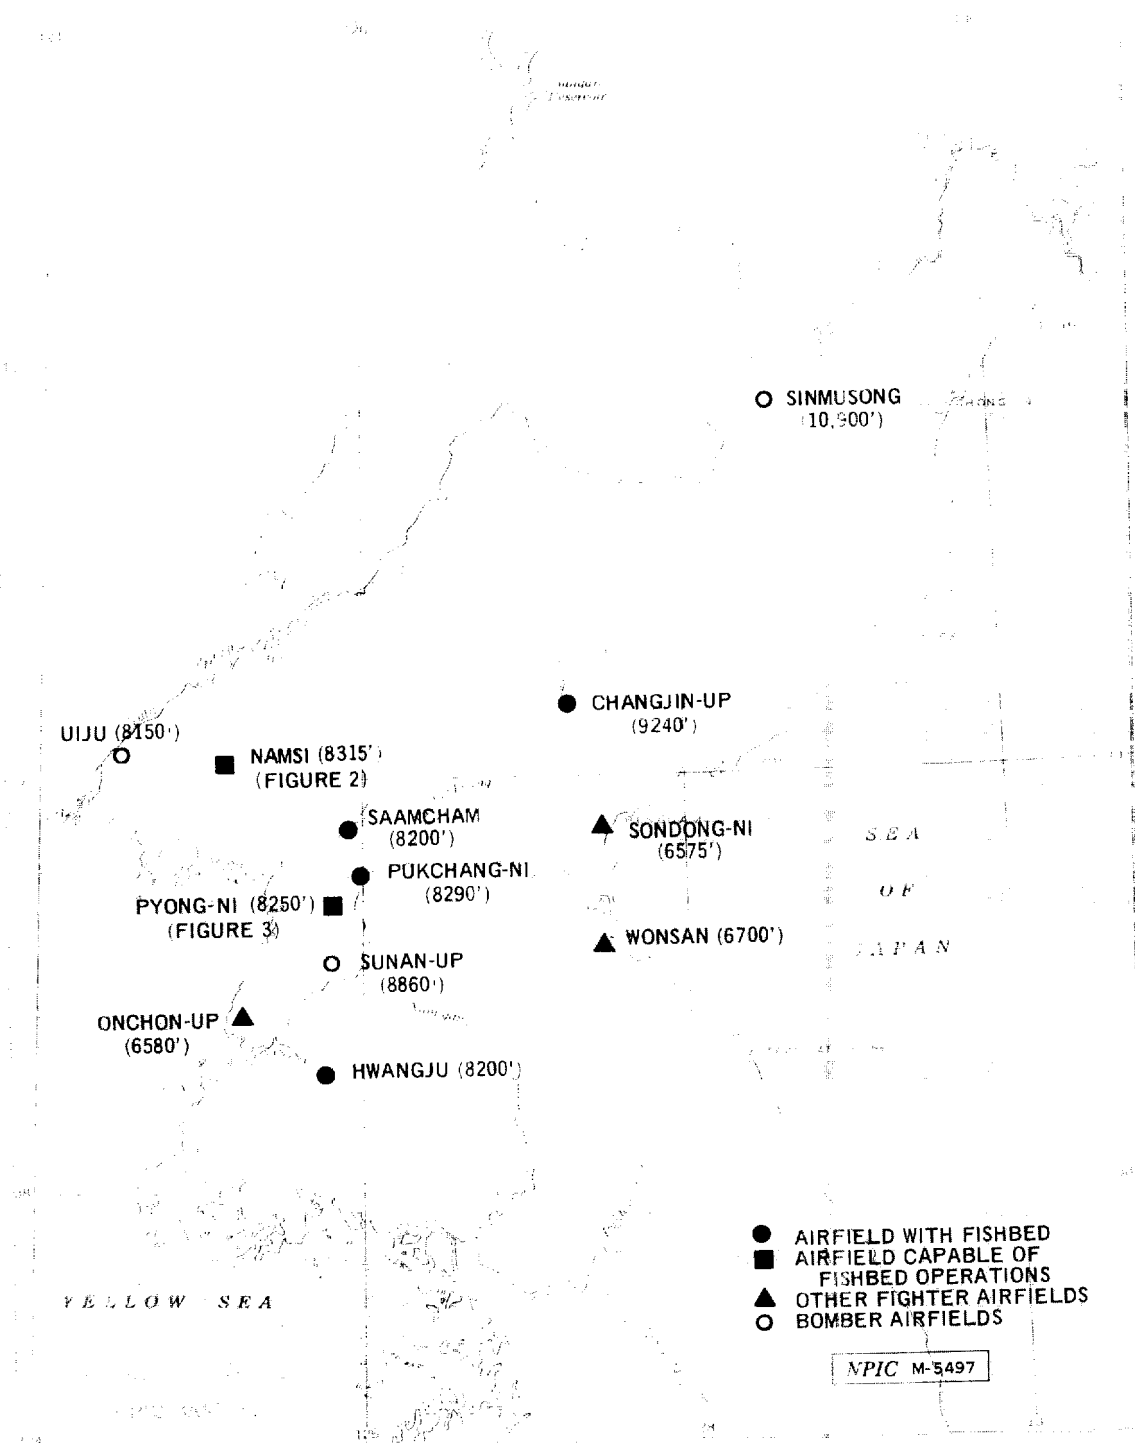 Reservoir
SINMUSONG
(10,900')
CHANGJIN-UP
(9240')
UIJU (8150')
NAMSI (8315')
(FIGURE 2)
SAAMCHAM
(8200')
SONDONG-NI
(6575')
SEA
OF
JAPAN
PUKCHANG-NI
(8290')
PYONG-NI (8250')
(FIGURE 3)
WONSAN (6700')
SUNAN-UP
(8860')
ONCHON-UP
(6580')
HWANGJU (8200')
YELLOW SEA
AIRFIELD WITH FISHBED
AIRFIELD CAPABLE OF
FISHBED OPERATIONS
OTHER FIGHTER AIRFIELDS
BOMBER AIRFIELDS
NPIC M-5497